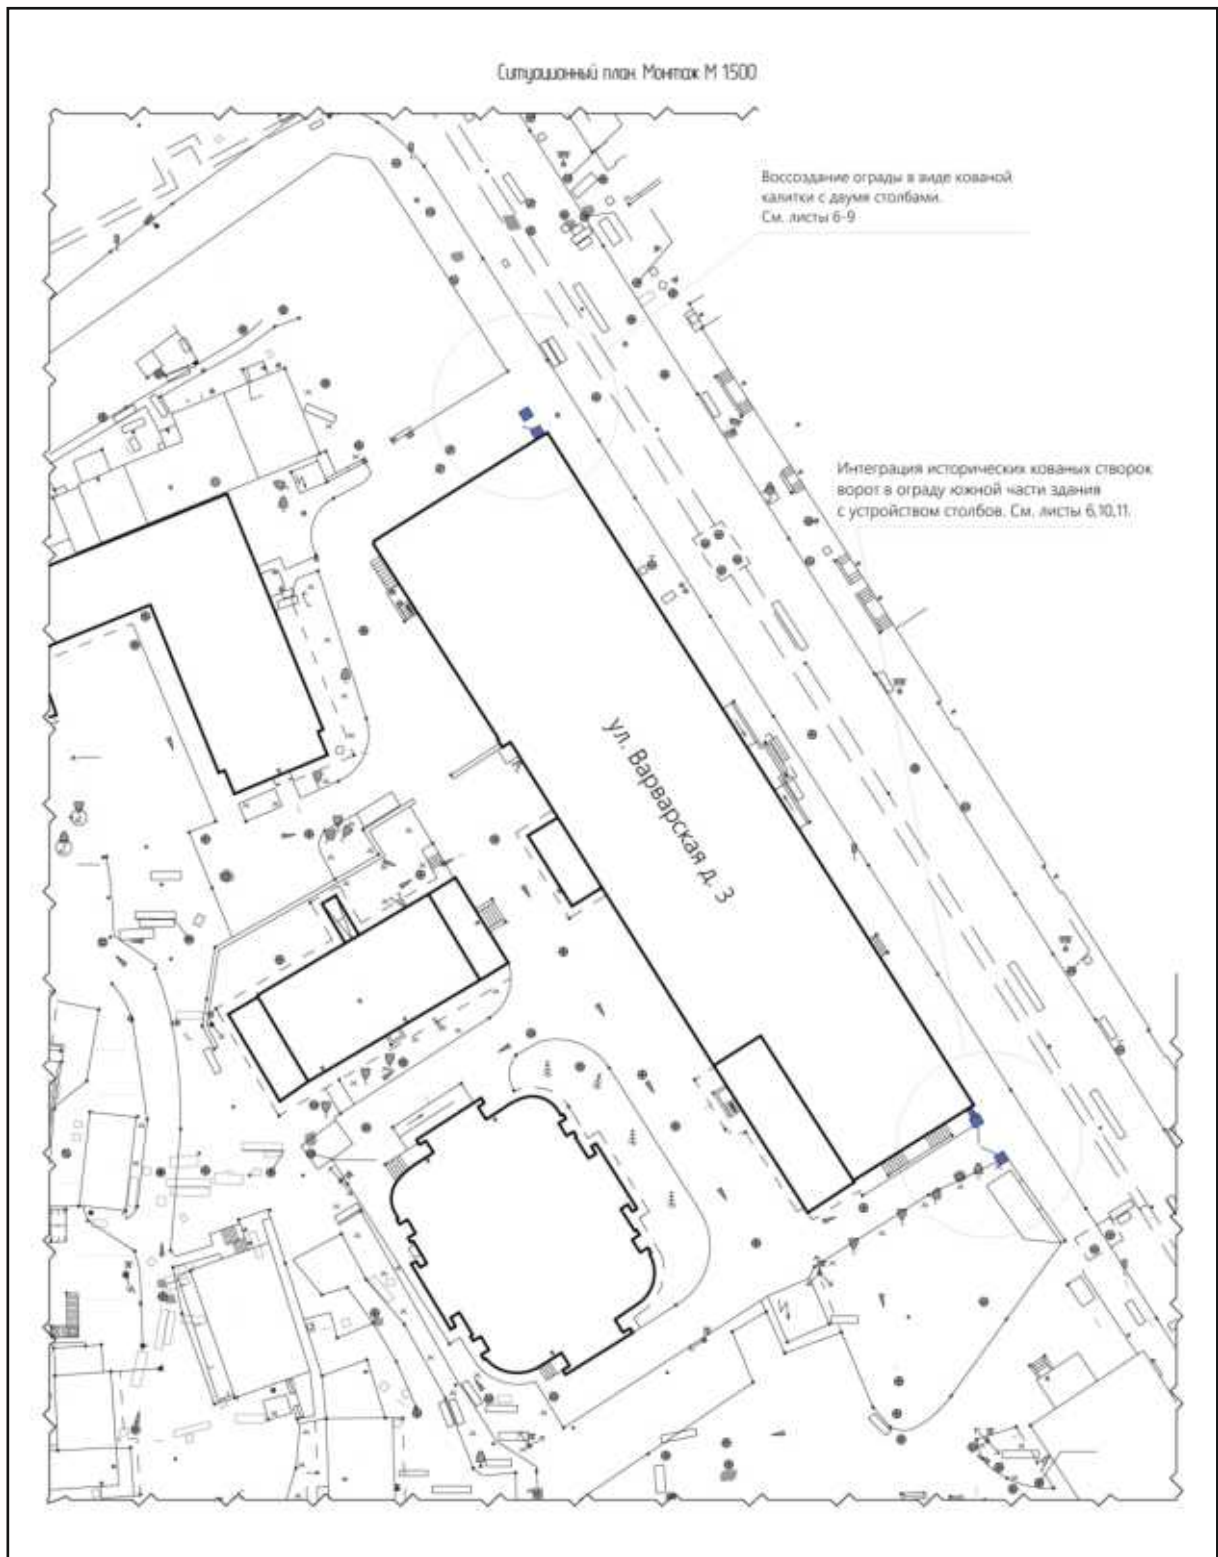 Ситуационный план. Монтаж М 1500
Воссоздание ограды в виде кованой
калитки с двумя столбами.
См. листы 6-9
Интеграция исторических кованых створок
ворот в ограду южной части здания
с устройством столбов. См. листы 6,10,11.
ул. Варварская д. 3